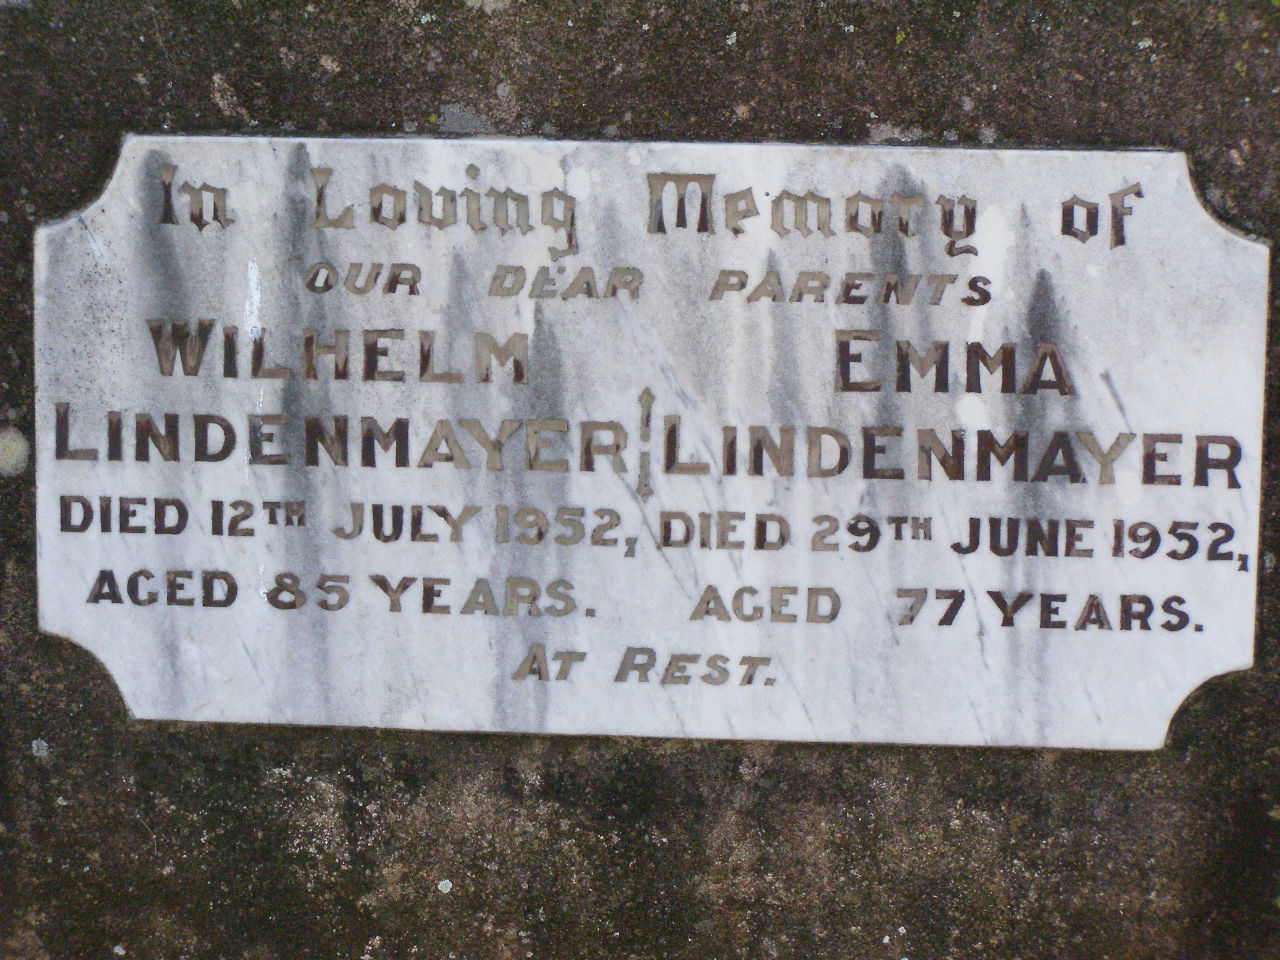 In Loving Memory of
OUR DEAR PARENTS
WILHELM EMMA
LINDENMAYER LINDENMAYER
DIED 12TH JULY 1952, DIED 29TH JUNE 1952,
AGED 85 YEARS. AGED 77 YEARS.
AT REST.